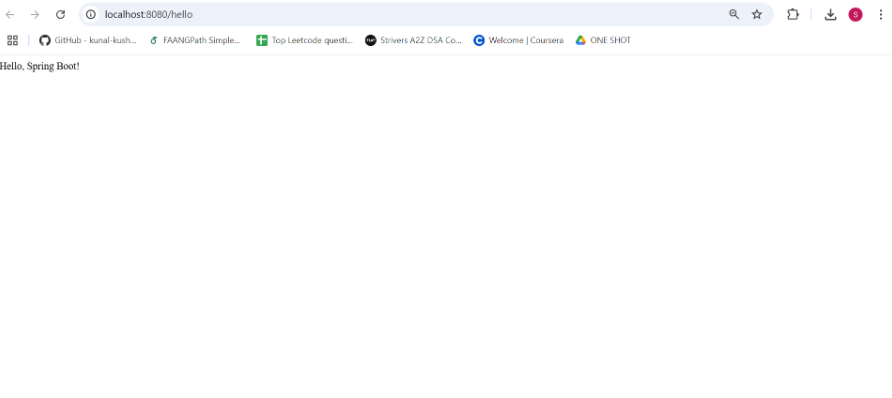 localhost:8080/hello
S
GitHub - kunal-kush... FAANGPath Simple... Top Leetcode questi... Strivers A2Z DSA Co... Welcome | Coursera ONE SHOT
Hello, Spring Boot!